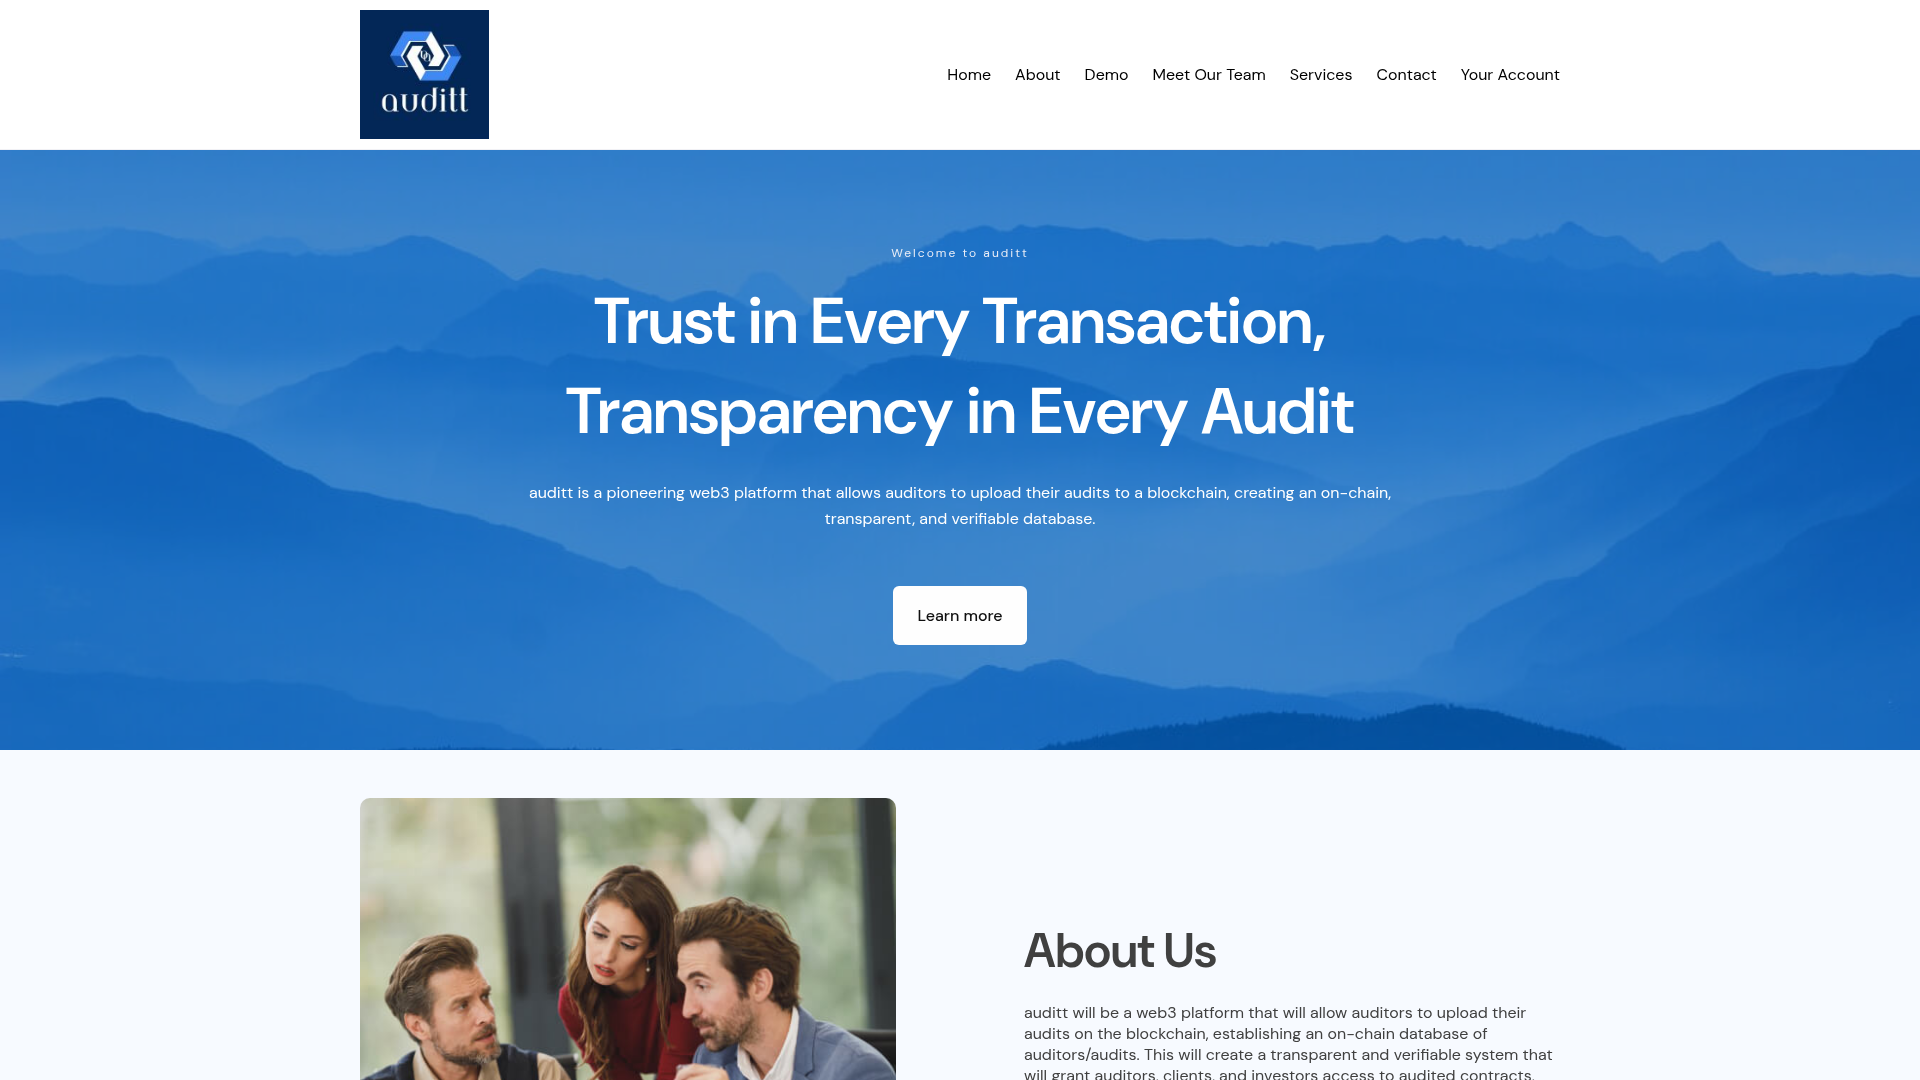 auditt
Home About Demo Meet Our Team Services Contact Your Account
Welcome to auditt
Trust in Every Transaction,
Transparency in Every Audit
auditt is a pioneering web3 platform that allows auditors to upload their audits to a blockchain, creating an on-chain,
transparent, and verifiable database.
Learn more
About Us
auditt will be a web3 platform that will allow auditors to upload their
audits on the blockchain, establishing an on-chain database of
auditors/audits. This will create a transparent and verifiable system that
will grant auditors, clients, and investors access to audited contracts.